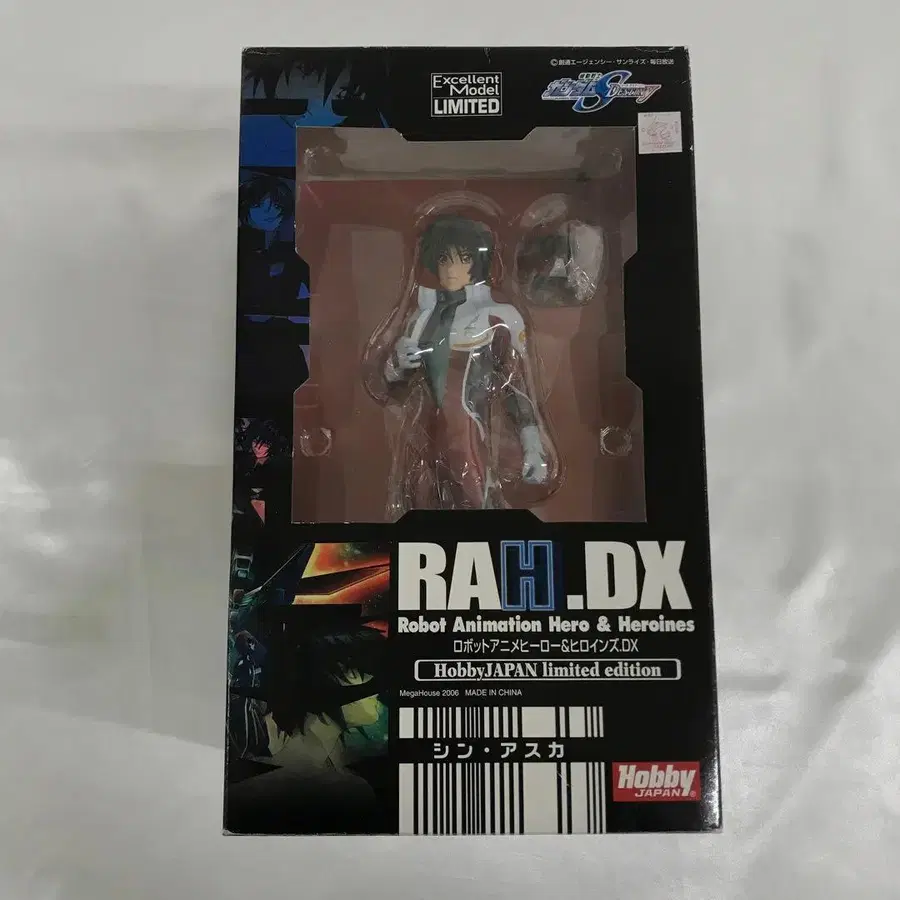 ©創通エージェンシー・サンライズ・毎日放送
Excellent
Model
LIMITED
SEED DESTINY
RAH.DX
Robot Animation Hero & Heroines
ロボットアニメヒーロー&ヒロインズ.DX
HobbyJAPAN limited edition
MegaHouse 2006 MADE IN CHINA
シン・アスカ
Hobby
JAPAN®